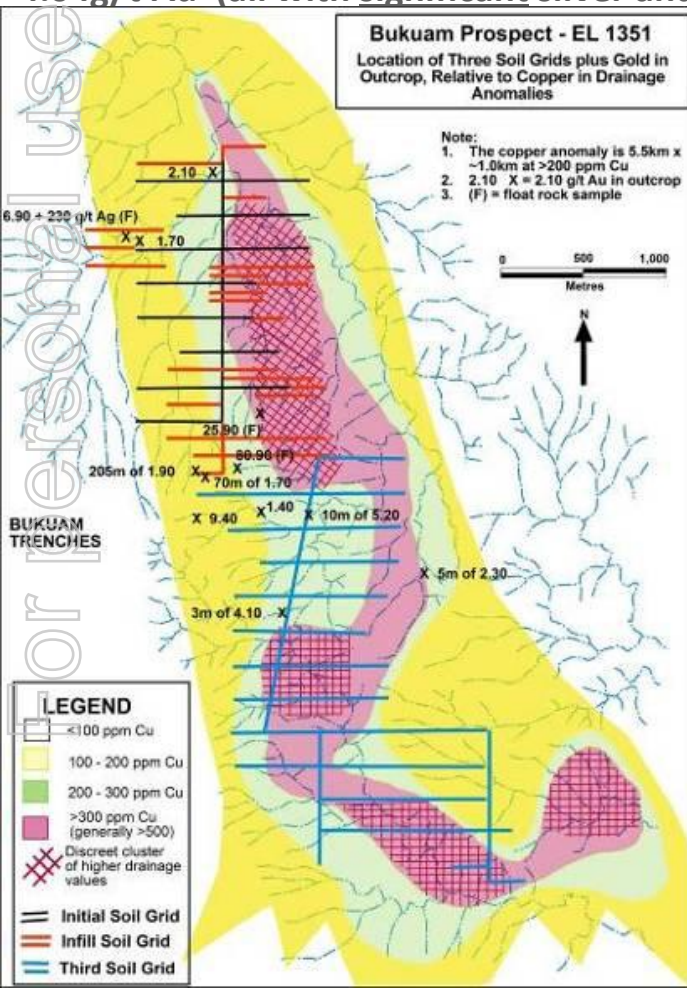 Bukuam Prospect - EL 1351
Location of Three Soil Grids plus Gold in
Outcrop, Relative to Copper in Drainage
Anomalies
Note:
1. The copper anomaly is 5.5km x
~1.0km at >200 ppm Cu
2. 2.10 X = 2.10 g/t Au in outcrop
3. (F) = float rock sample
0 500 1,000
Metres
N
2.10 X
6.90 + 230 g/t Ag (F)
X X 1.70
X
25.90 (F)
80.90 (F)
X
205m of 1.90 X
X 70m of 1.70
X 9.40
X 1.40
X 10m of 5.20
BUKUAM
TRENCHES
X 5m of 2.30
3m of 4.10 X
LEGEND
<100 ppm Cu
100 - 200 ppm Cu
200 - 300 ppm Cu
>300 ppm Cu
(generally >500)
Discreet cluster
of higher drainage
values
Initial Soil Grid
Infill Soil Grid
Third Soil Grid
For personal use